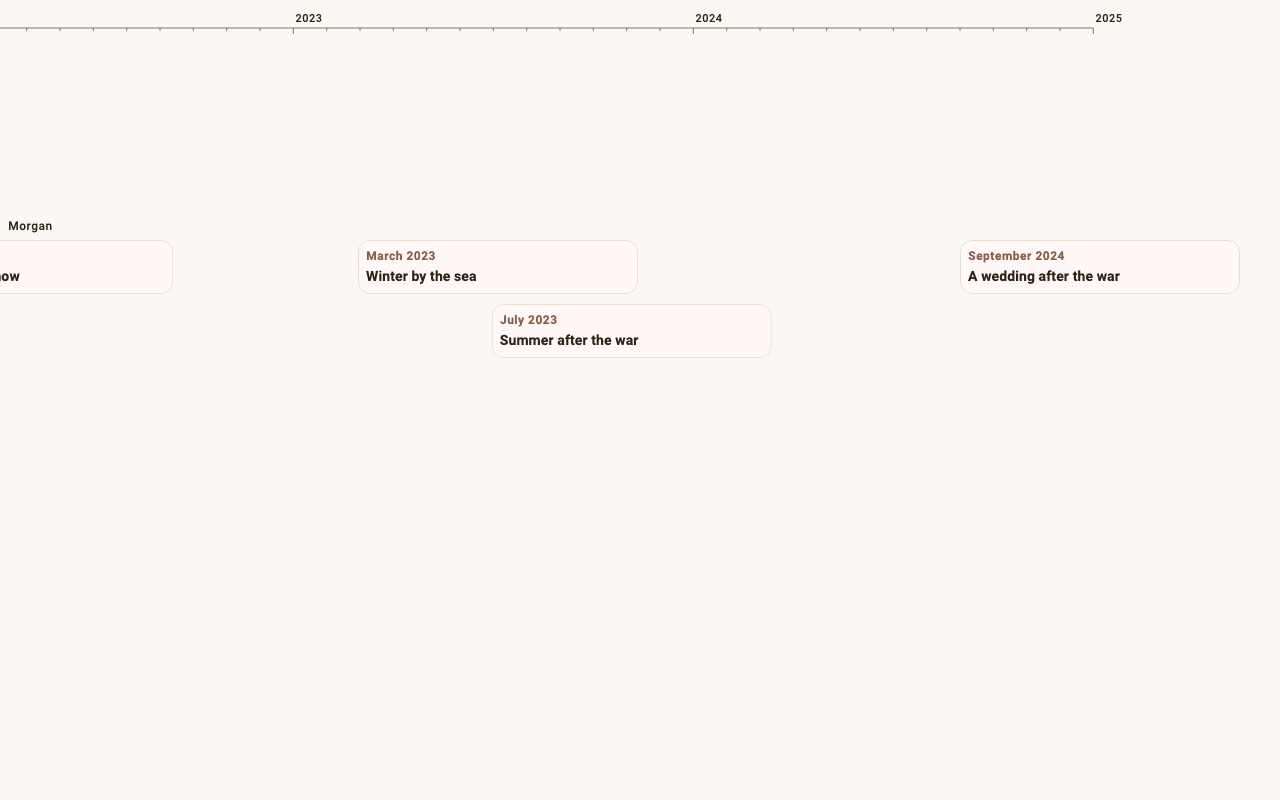 2023
2024
2025
Morgan
March 2023
Winter by the sea
September 2024
A wedding after the war
July 2023
Summer after the war